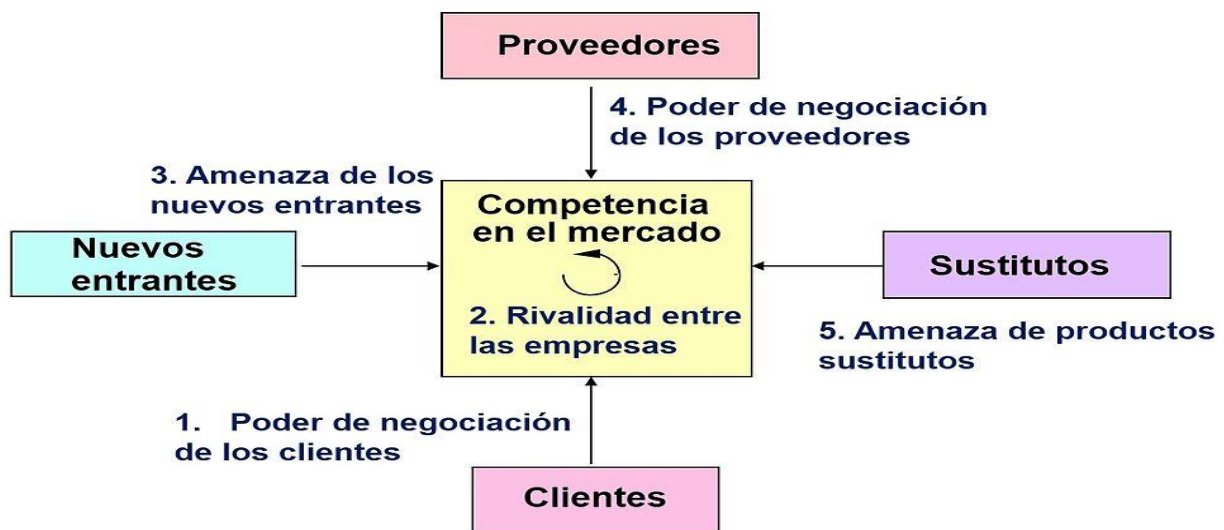 Proveedores
4. Poder de negociación
de los proveedores
3. Amenaza de los
nuevos entrantes
Nuevos
entrantes
Competencia
en el mercado
2. Rivalidad entre
las empresas
Sustitutos
5. Amenaza de productos
sustitutos
1. Poder de negociación
de los clientes
Clientes